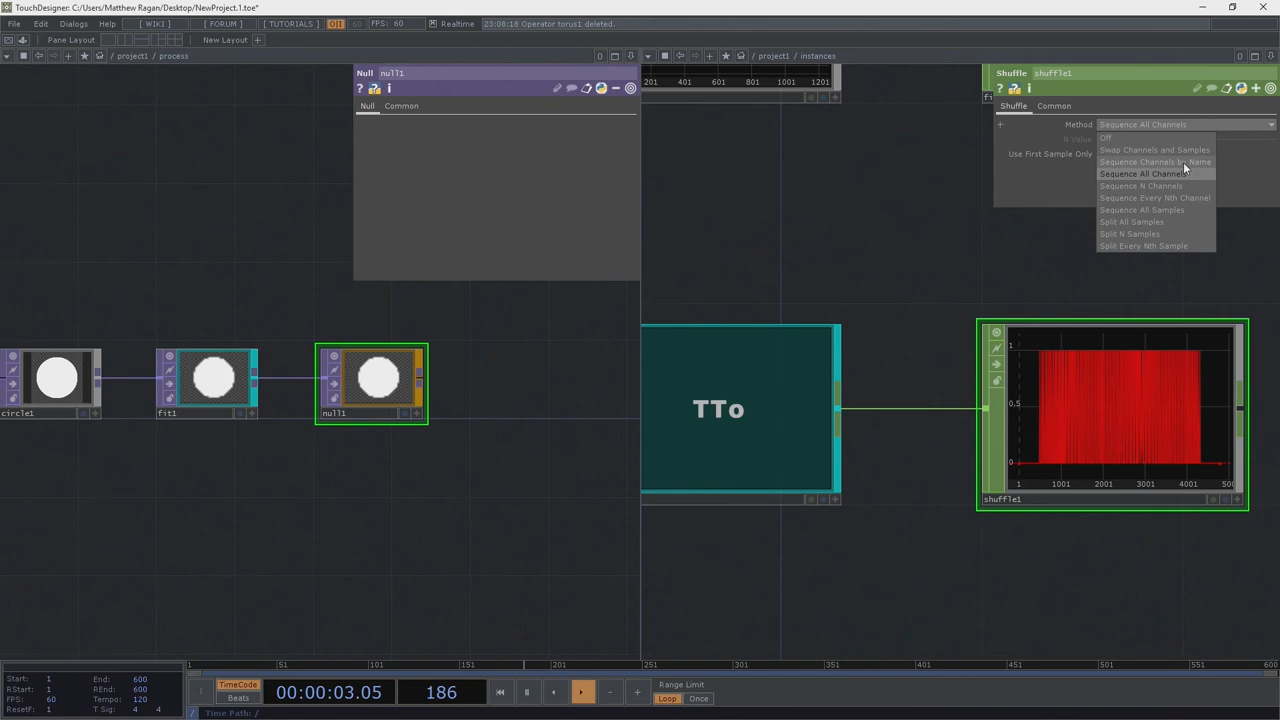 TouchDesigner: C:/Users/Matthew Ragan/Desktop/NewProject.1.toe*
File Edit Dialogs Help [ WIKI ] [ FORUM ] [ TUTORIALS ] O|I FPS: 60 Realtime 23:08:18 Operator torus1 deleted.
Pane Layout New Layout +
/ project1 / process 0
/ project1 / instances 0
Null null1
? ? i
Null Common
201 401 601 801 1001 1201
Shuffle shuffle1
? ? i
Shuffle Common
+ Method Sequence All Channels
N Value
Use First Sample Only
Off
Swap Channels and Samples
Sequence Channels by Name
Sequence All Channels
Sequence N Channels
Sequence Every Nth Channel
Sequence All Samples
Split All Samples
Split N Samples
Split Every Nth Sample
circle1
fit1
null1
TTo
1
0.5
0
1 1001 2001 3001 4001 500
shuffle1
1 51 101 151 201 251 301 351 401 451 501 551 600
Start: 1 End: 600
RStart: 1 REnd: 600
FPS: 60 Tempo: 120
ResetF: 1 T Sig: 4 4
TimeCode
Beats
00:00:03.05
186
- +
Range Limit
Loop Once
/ Time Path: /